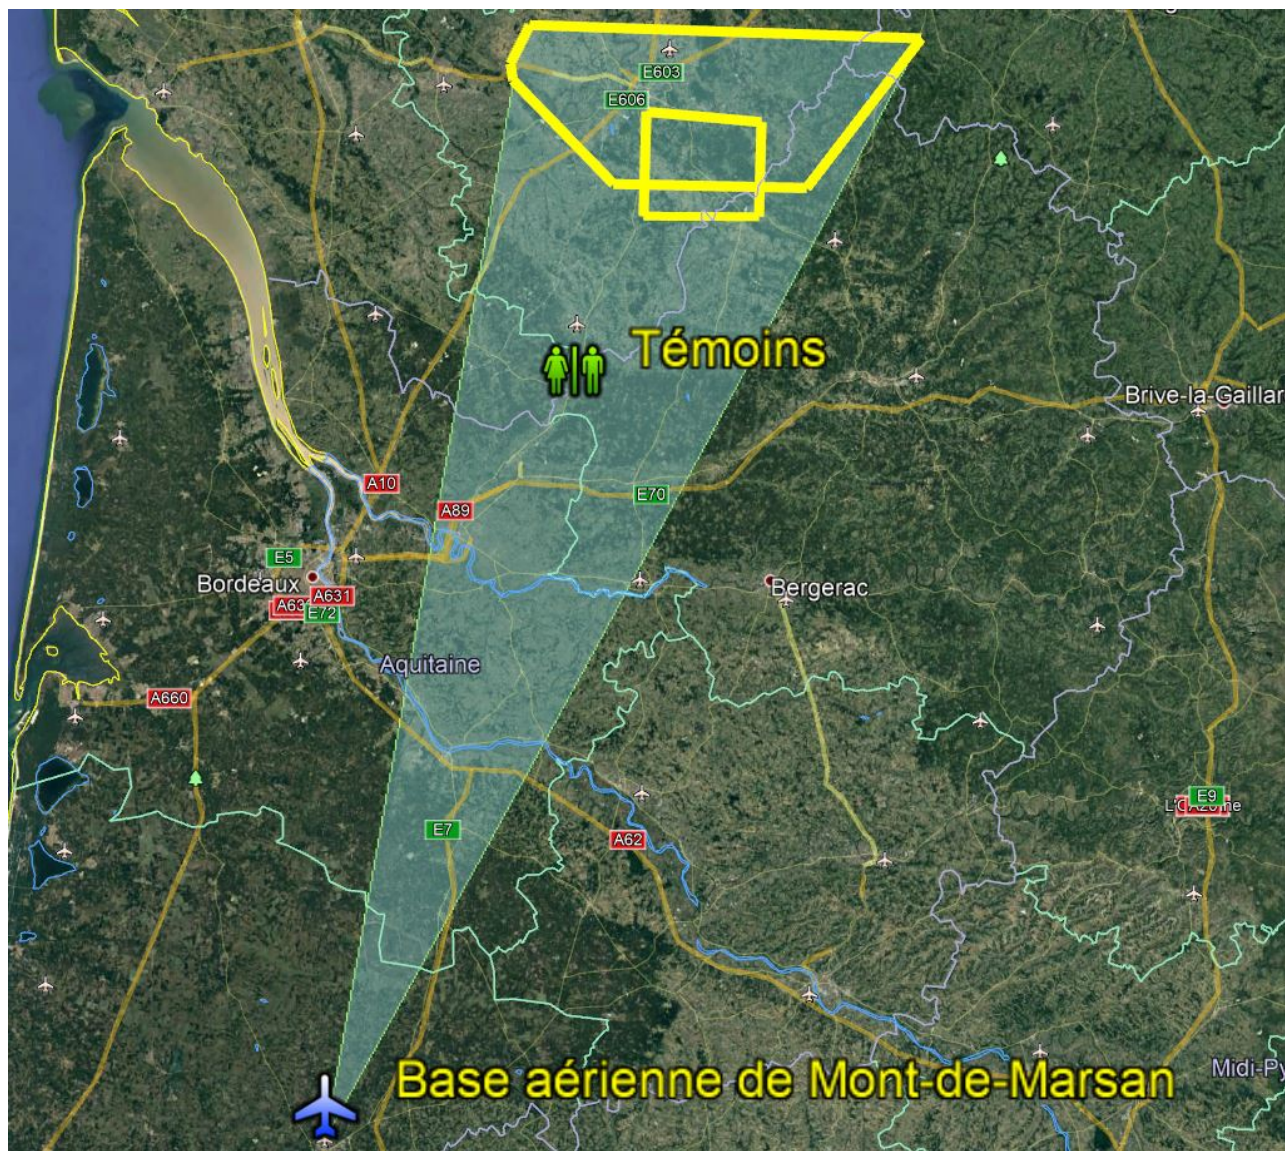 E603
E606
Témoins
Brive-la-Gaillar
A10
A89
E70
E5
Bordeaux
A631
A63
E72
Bergerac
Aquitaine
A660
E9
E7
A62
Base aérienne de Mont-de-Marsan
Midi-Py